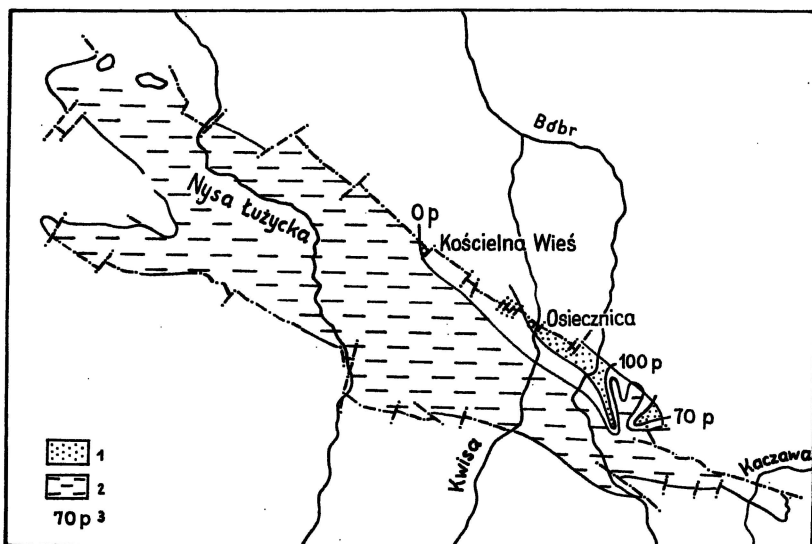 Bóbr
Nysa Łużycka
0 p
Kościelna Wieś
Osiecznica
100 p
70 p
Kwisa
Kaczawa
1
2
70 p 3